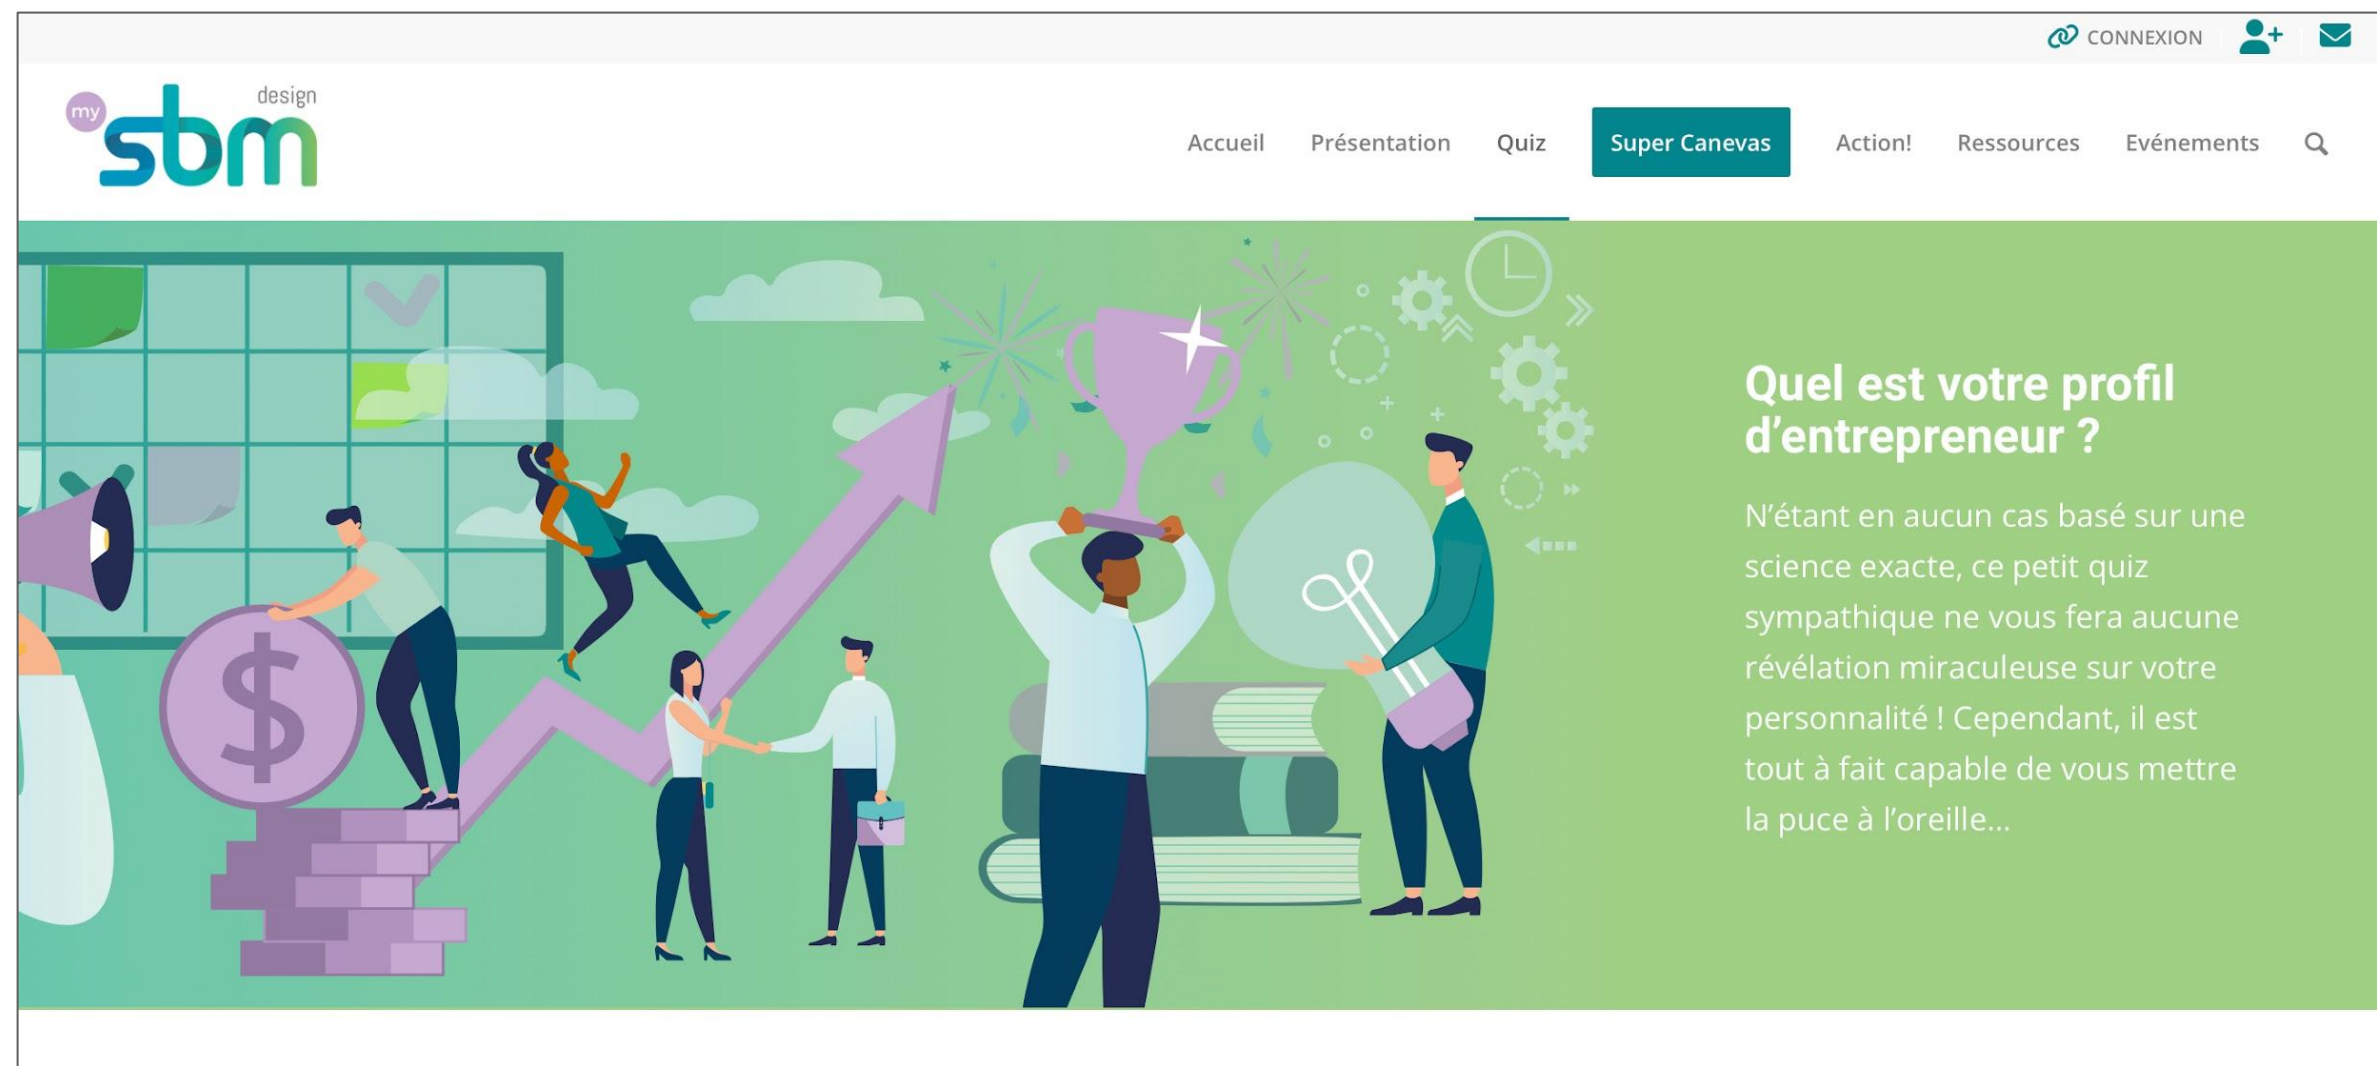 CONNEXION
my sbm design
Accueil Présentation Quiz Super Canevas Action! Ressources Evénements
$
Quel est votre profil
d’entrepreneur ?
N’étant en aucun cas basé sur une
science exacte, ce petit quiz
sympathique ne vous fera aucune
révélation miraculeuse sur votre
personnalité ! Cependant, il est
tout à fait capable de vous mettre
la puce à l’oreille...